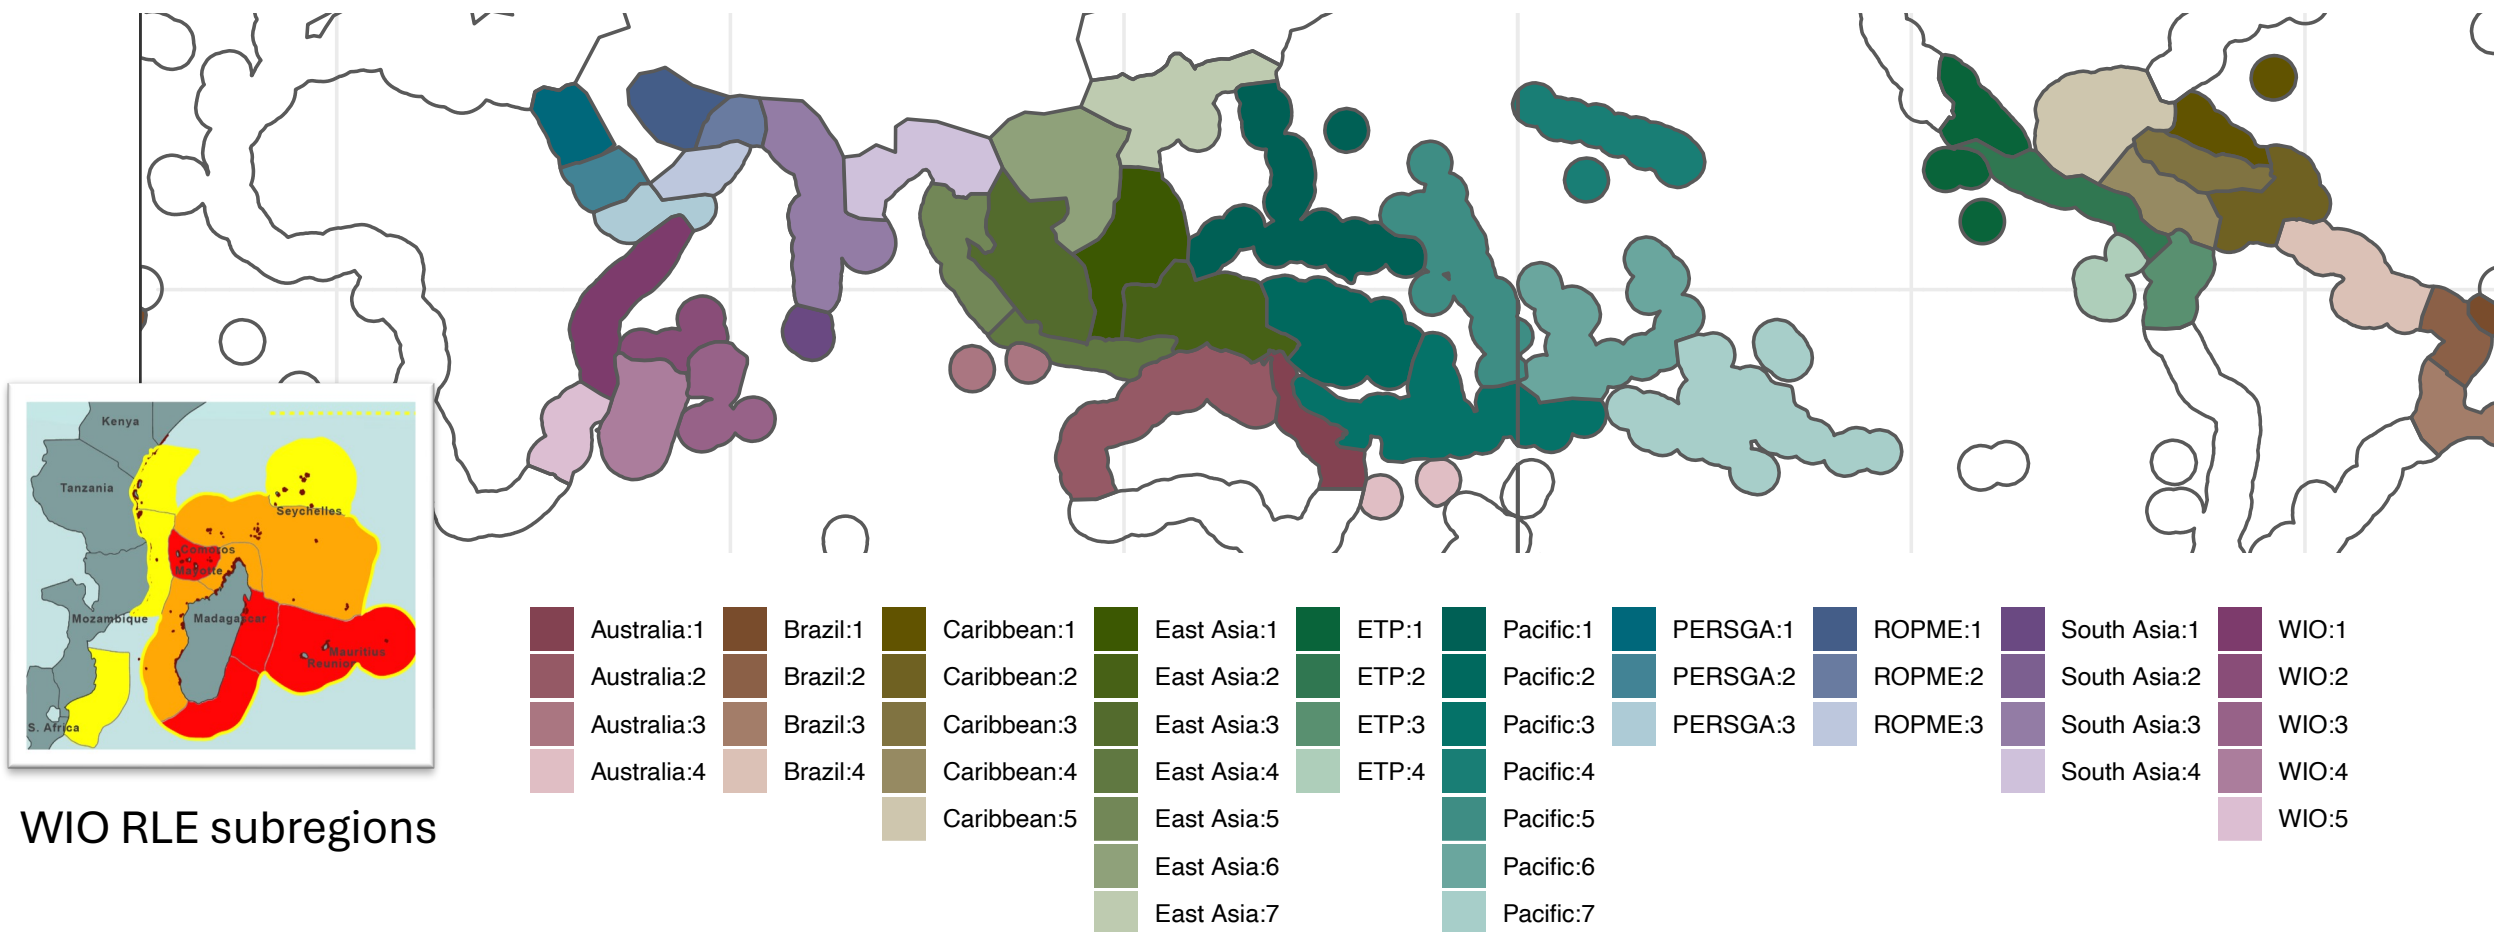 Kenya
Tanzania
Seychelles
Comoros
Mayotte
Mozambique
Madagascar
Mauritius
Reunion
S. Africa
WIO RLE subregions
Australia:1
Australia:2
Australia:3
Australia:4
Brazil:1
Brazil:2
Brazil:3
Brazil:4
Caribbean:1
Caribbean:2
Caribbean:3
Caribbean:4
Caribbean:5
East Asia:1
East Asia:2
East Asia:3
East Asia:4
East Asia:5
East Asia:6
East Asia:7
ETP:1
ETP:2
ETP:3
ETP:4
Pacific:1
Pacific:2
Pacific:3
Pacific:4
Pacific:5
Pacific:6
Pacific:7
PERSGA:1
PERSGA:2
PERSGA:3
ROPME:1
ROPME:2
ROPME:3
South Asia:1
South Asia:2
South Asia:3
South Asia:4
WIO:1
WIO:2
WIO:3
WIO:4
WIO:5